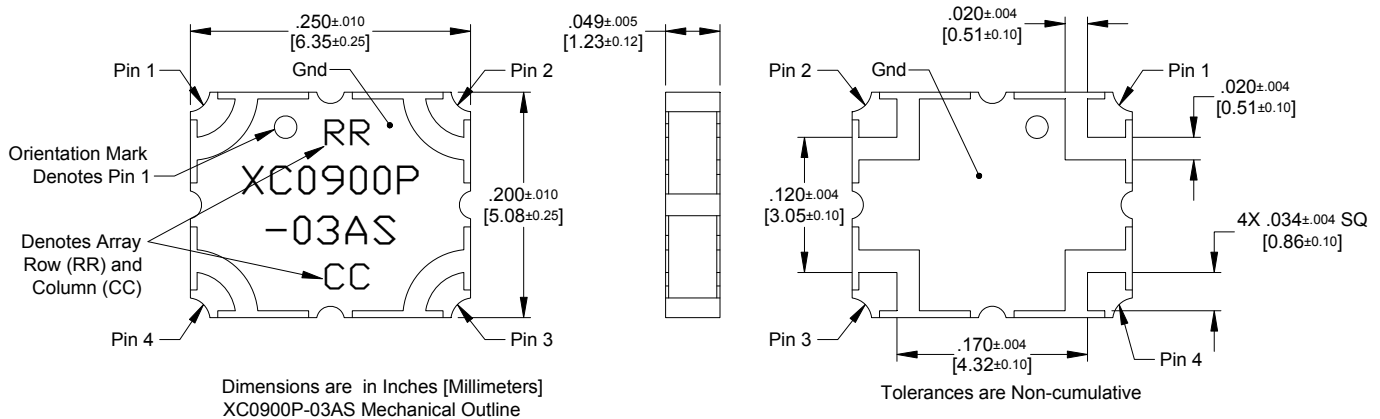 .250±.010
[6.35±0.25]
Pin 1
Gnd
Pin 2
Orientation Mark
Denotes Pin 1
RR
XC0900P
-03AS
CC
Denotes Array
Row (RR) and
Column (CC)
.200±.010
[5.08±0.25]
Pin 4
Pin 3
Dimensions are in Inches [Millimeters]
XC0900P-03AS Mechanical Outline
.049±.005
[1.23±0.12]
.020±.004
[0.51±0.10]
Pin 2
Gnd
Pin 1
.020±.004
[0.51±0.10]
.120±.004
[3.05±0.10]
4X .034±.004 SQ
[0.86±0.10]
Pin 3
.170±.004
[4.32±0.10]
Pin 4
Tolerances are Non-cumulative